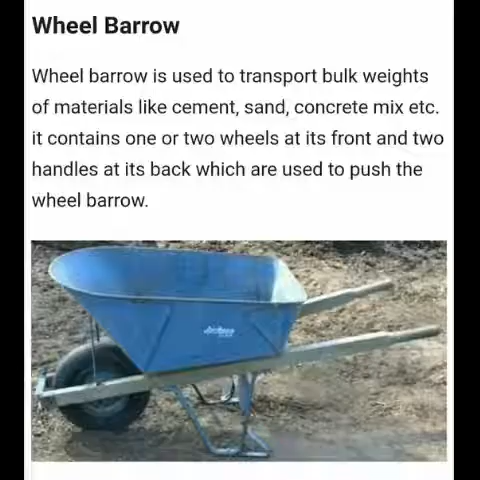 Wheel Barrow
Wheel barrow is used to transport bulk weights
of materials like cement, sand, concrete mix etc.
it contains one or two wheels at its front and two
handles at its back which are used to push the
wheel barrow.